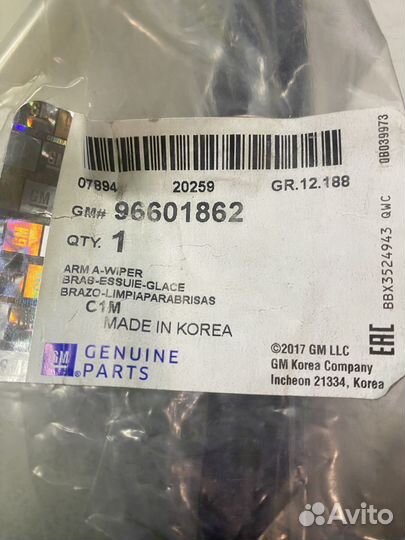 07894 20259 GR.12.188
GM# 96601862
QTY. 1
ARM A-WIPER
BRAS-ESSUIE-GLACE
BRAZO-LIMPIAPARABRISAS
C1M
MADE IN KOREA
GM GENUINE
PARTS
©2017 GM LLC
GM Korea Company
Incheon 21334, Korea
0B039973
BBX3524943 QWC
EAC
GM
Avito